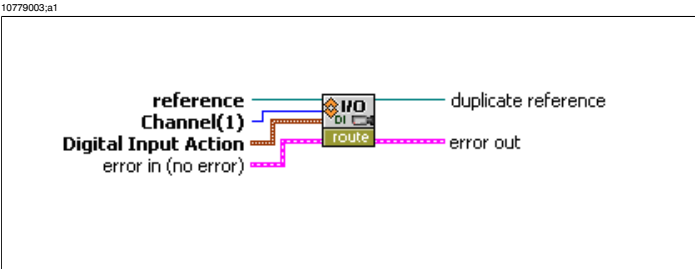 10779003;a1
reference
Channel(1)
Digital Input Action
error in (no error)
I/O
DI
route
duplicate reference
error out